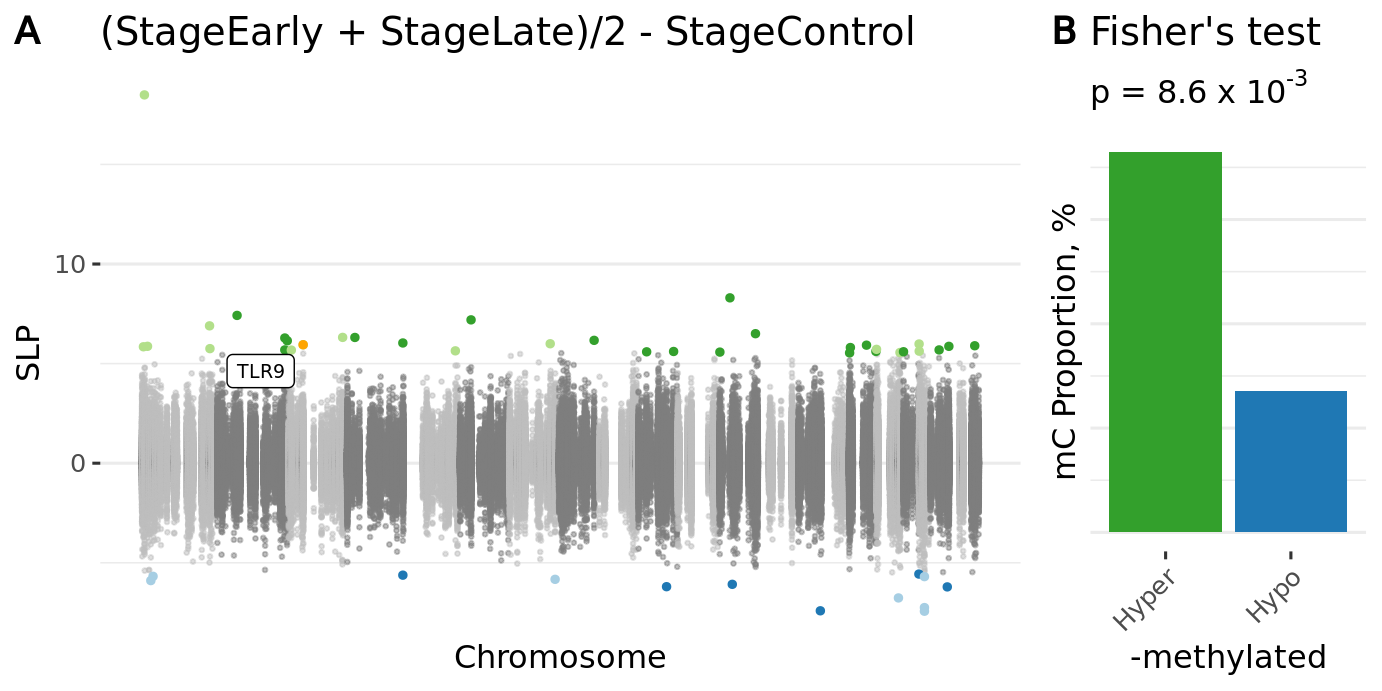 A (StageEarly + StageLate)/2 - StageControl
SLP
10
0
TLR9
Chromosome
B Fisher's test
p = 8.6 x 10⁻³
mC Proportion, %
Hyper
Hypo
-methylated